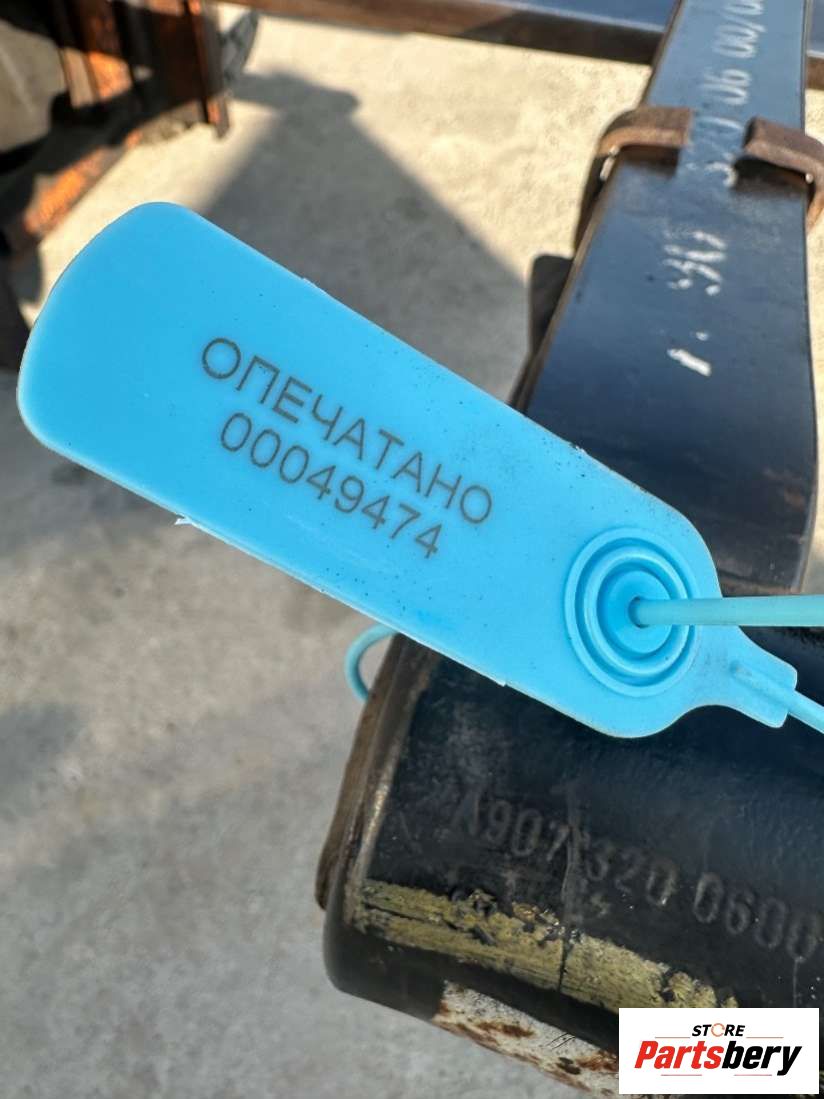 ОПЕЧАТАНО
00049474
A907 320 0600
STORE
Partsbery